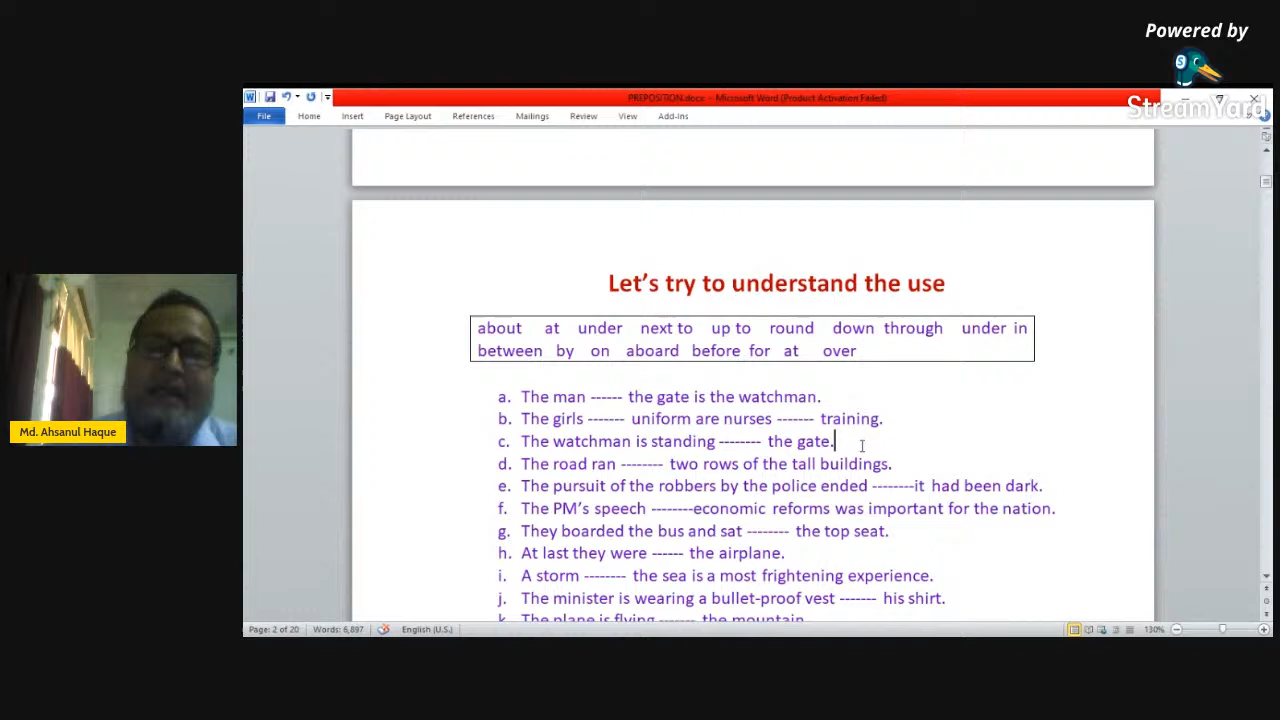 Powered by
StreamYard
PREPOSITION.docx - Microsoft Word (Product Activation Failed)
File Home Insert Page Layout References Mailings Review View Add-Ins
Let's try to understand the use
about at under next to up to round down through under in
between by on aboard before for at over
a. The man ------ the gate is the watchman.
b. The girls ------- uniform are nurses ------- training.
c. The watchman is standing -------- the gate.
d. The road ran -------- two rows of the tall buildings.
e. The pursuit of the robbers by the police ended --------it had been dark.
f. The PM's speech --------economic reforms was important for the nation.
g. They boarded the bus and sat -------- the top seat.
h. At last they were ------ the airplane.
i. A storm -------- the sea is a most frightening experience.
j. The minister is wearing a bullet-proof vest ------- his shirt.
k. The plane is flying ------- the mountain.
Md. Ahsanul Haque
Page: 2 of 20 Words: 6,897 English (U.S.) 130%